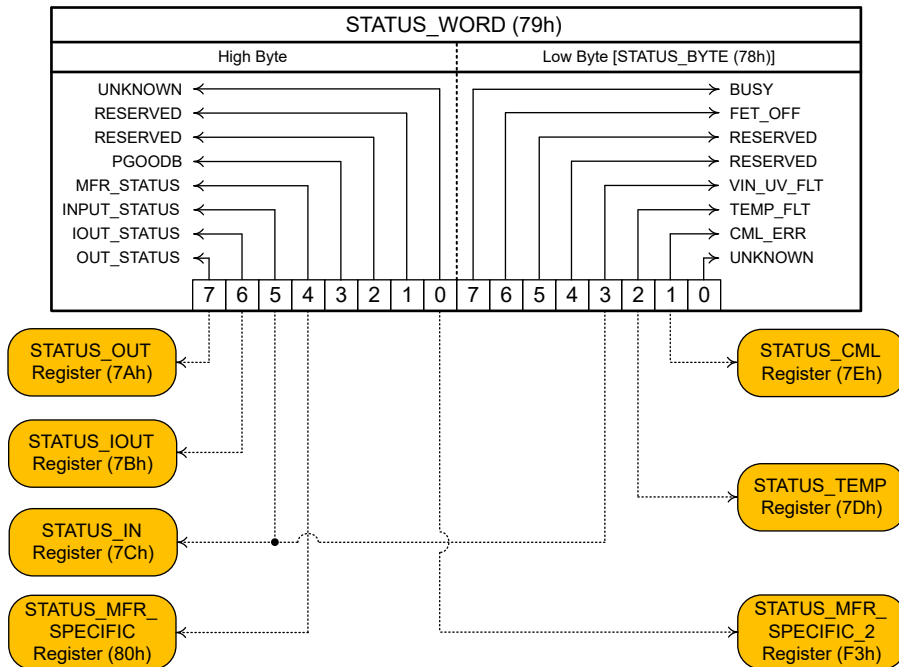 STATUS_WORD (79h)
High Byte
Low Byte [STATUS_BYTE (78h)]
UNKNOWN
RESERVED
RESERVED
PGOODB
MFR_STATUS
INPUT_STATUS
IOUT_STATUS
OUT_STATUS
BUSY
FET_OFF
RESERVED
RESERVED
VIN_UV_FLT
TEMP_FLT
CML_ERR
UNKNOWN
7 6 5 4 3 2 1 0 7 6 5 4 3 2 1 0
STATUS_OUT
Register (7Ah)
STATUS_CML
Register (7Eh)
STATUS_IOUT
Register (7Bh)
STATUS_TEMP
Register (7Dh)
STATUS_IN
Register (7Ch)
STATUS_MFR_
SPECIFIC
Register (80h)
STATUS_MFR_
SPECIFIC_2
Register (F3h)